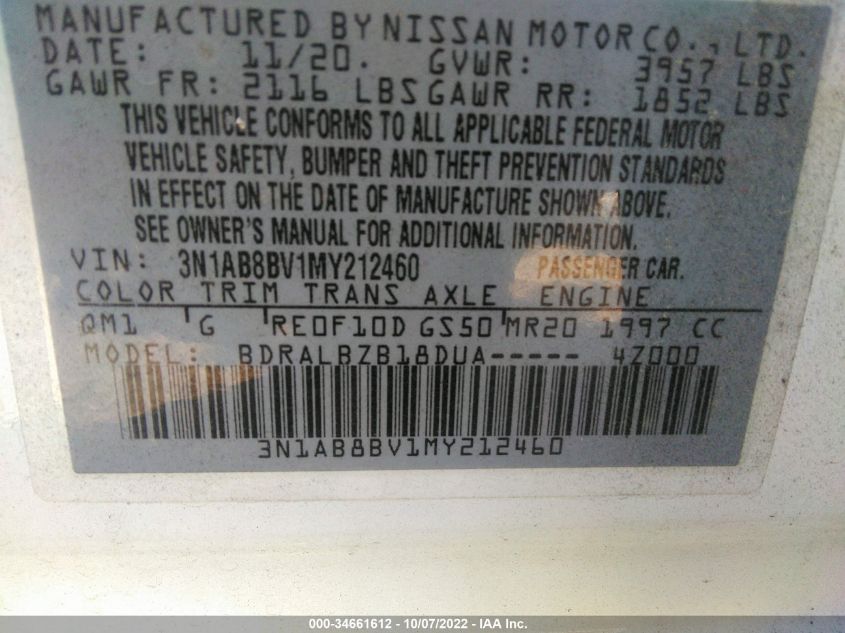 MANUFACTURED BY NISSAN MOTOR CO., LTD.
DATE: 11/20. GVWR: 3957 LBS
GAWR FR: 2116 LBS GAWR RR: 1852 LBS
THIS VEHICLE CONFORMS TO ALL APPLICABLE FEDERAL MOTOR
VEHICLE SAFETY, BUMPER AND THEFT PREVENTION STANDARDS
IN EFFECT ON THE DATE OF MANUFACTURE SHOWN ABOVE.
SEE OWNER'S MANUAL FOR ADDITIONAL INFORMATION.
VIN: 3N1AB8BV1MY212460 PASSENGER CAR.
COLOR TRIM TRANS AXLE ENGINE
QM1 G RE0F10D GS50 MR20 1997 CC
MODEL: BDRALBZB18DUA----- 4Z000
3N1AB8BV1MY212460
000-34661612 - 10/07/2022 - IAA Inc.